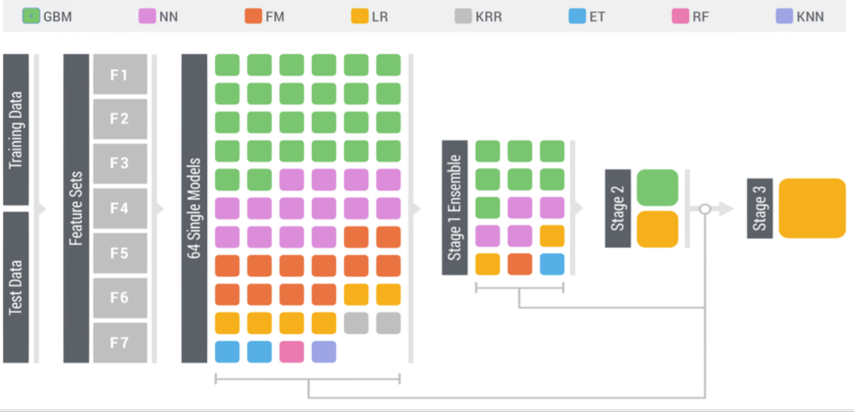 GBM NN FM LR KRR ET RF KNN
Training Data
Test Data
Feature Sets
F1
F2
F3
F4
F5
F6
F7
64 Single Models
Stage 1 Ensemble
Stage 2
Stage 3